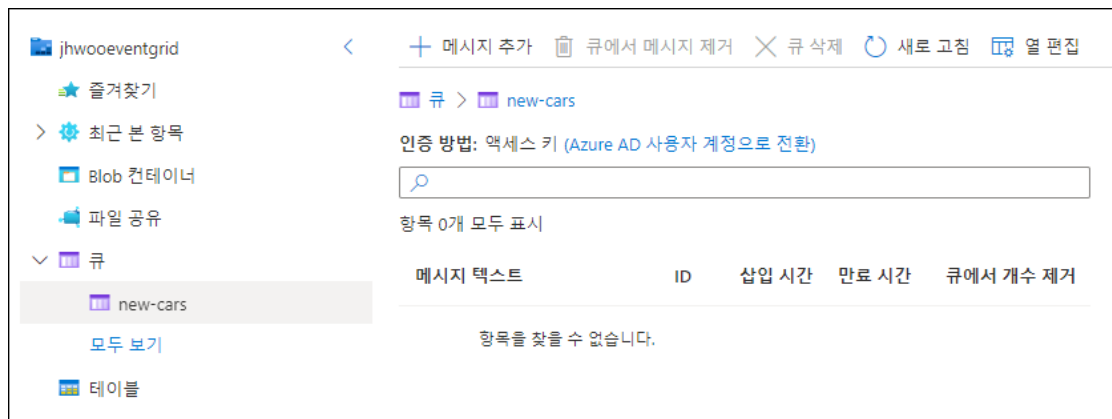 jhwooeventgrid
즐겨찾기
최근 본 항목
Blob 컨테이너
파일 공유
큐
new-cars
모두 보기
테이블
메시지 추가 큐에서 메시지 제거 큐 삭제 새로 고침 열 편집
큐 > new-cars
인증 방법: 액세스 키 (Azure AD 사용자 계정으로 전환)
항목 0개 모두 표시
메시지 텍스트 ID 삽입 시간 만료 시간 큐에서 개수 제거
항목을 찾을 수 없습니다.